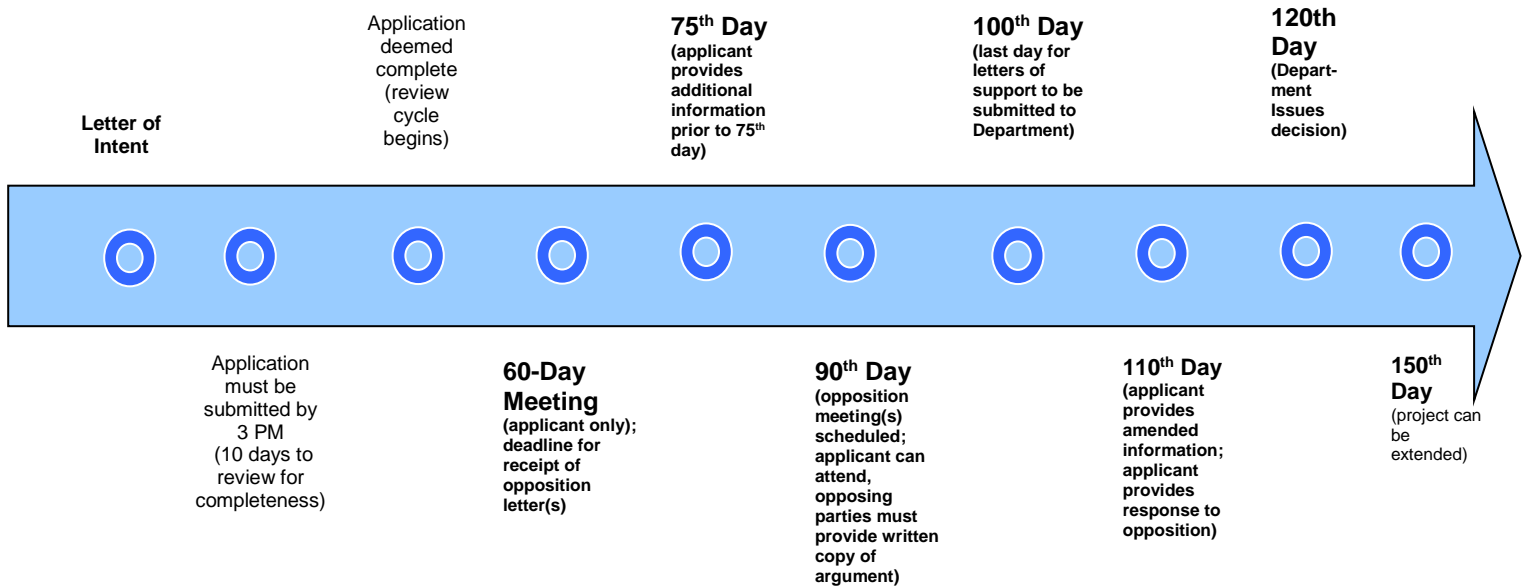 Letter of
Intent
Application
must be
submitted by
3 PM
(10 days to
review for
completeness)
Application
deemed
complete
(review
cycle
begins)
60-Day
Meeting
(applicant only);
deadline for
receipt of
opposition
letter(s)
75th Day
(applicant
provides
additional
information
prior to 75th
day)
90th Day
(opposition
meeting(s)
scheduled;
applicant can
attend,
opposing
parties must
provide written
copy of
argument)
100th Day
(last day for
letters of
support to be
submitted to
Department)
110th Day
(applicant
provides
amended
information;
applicant
provides
response to
opposition)
120th
Day
(Depart-
ment
Issues
decision)
150th
Day
(project can
be
extended)